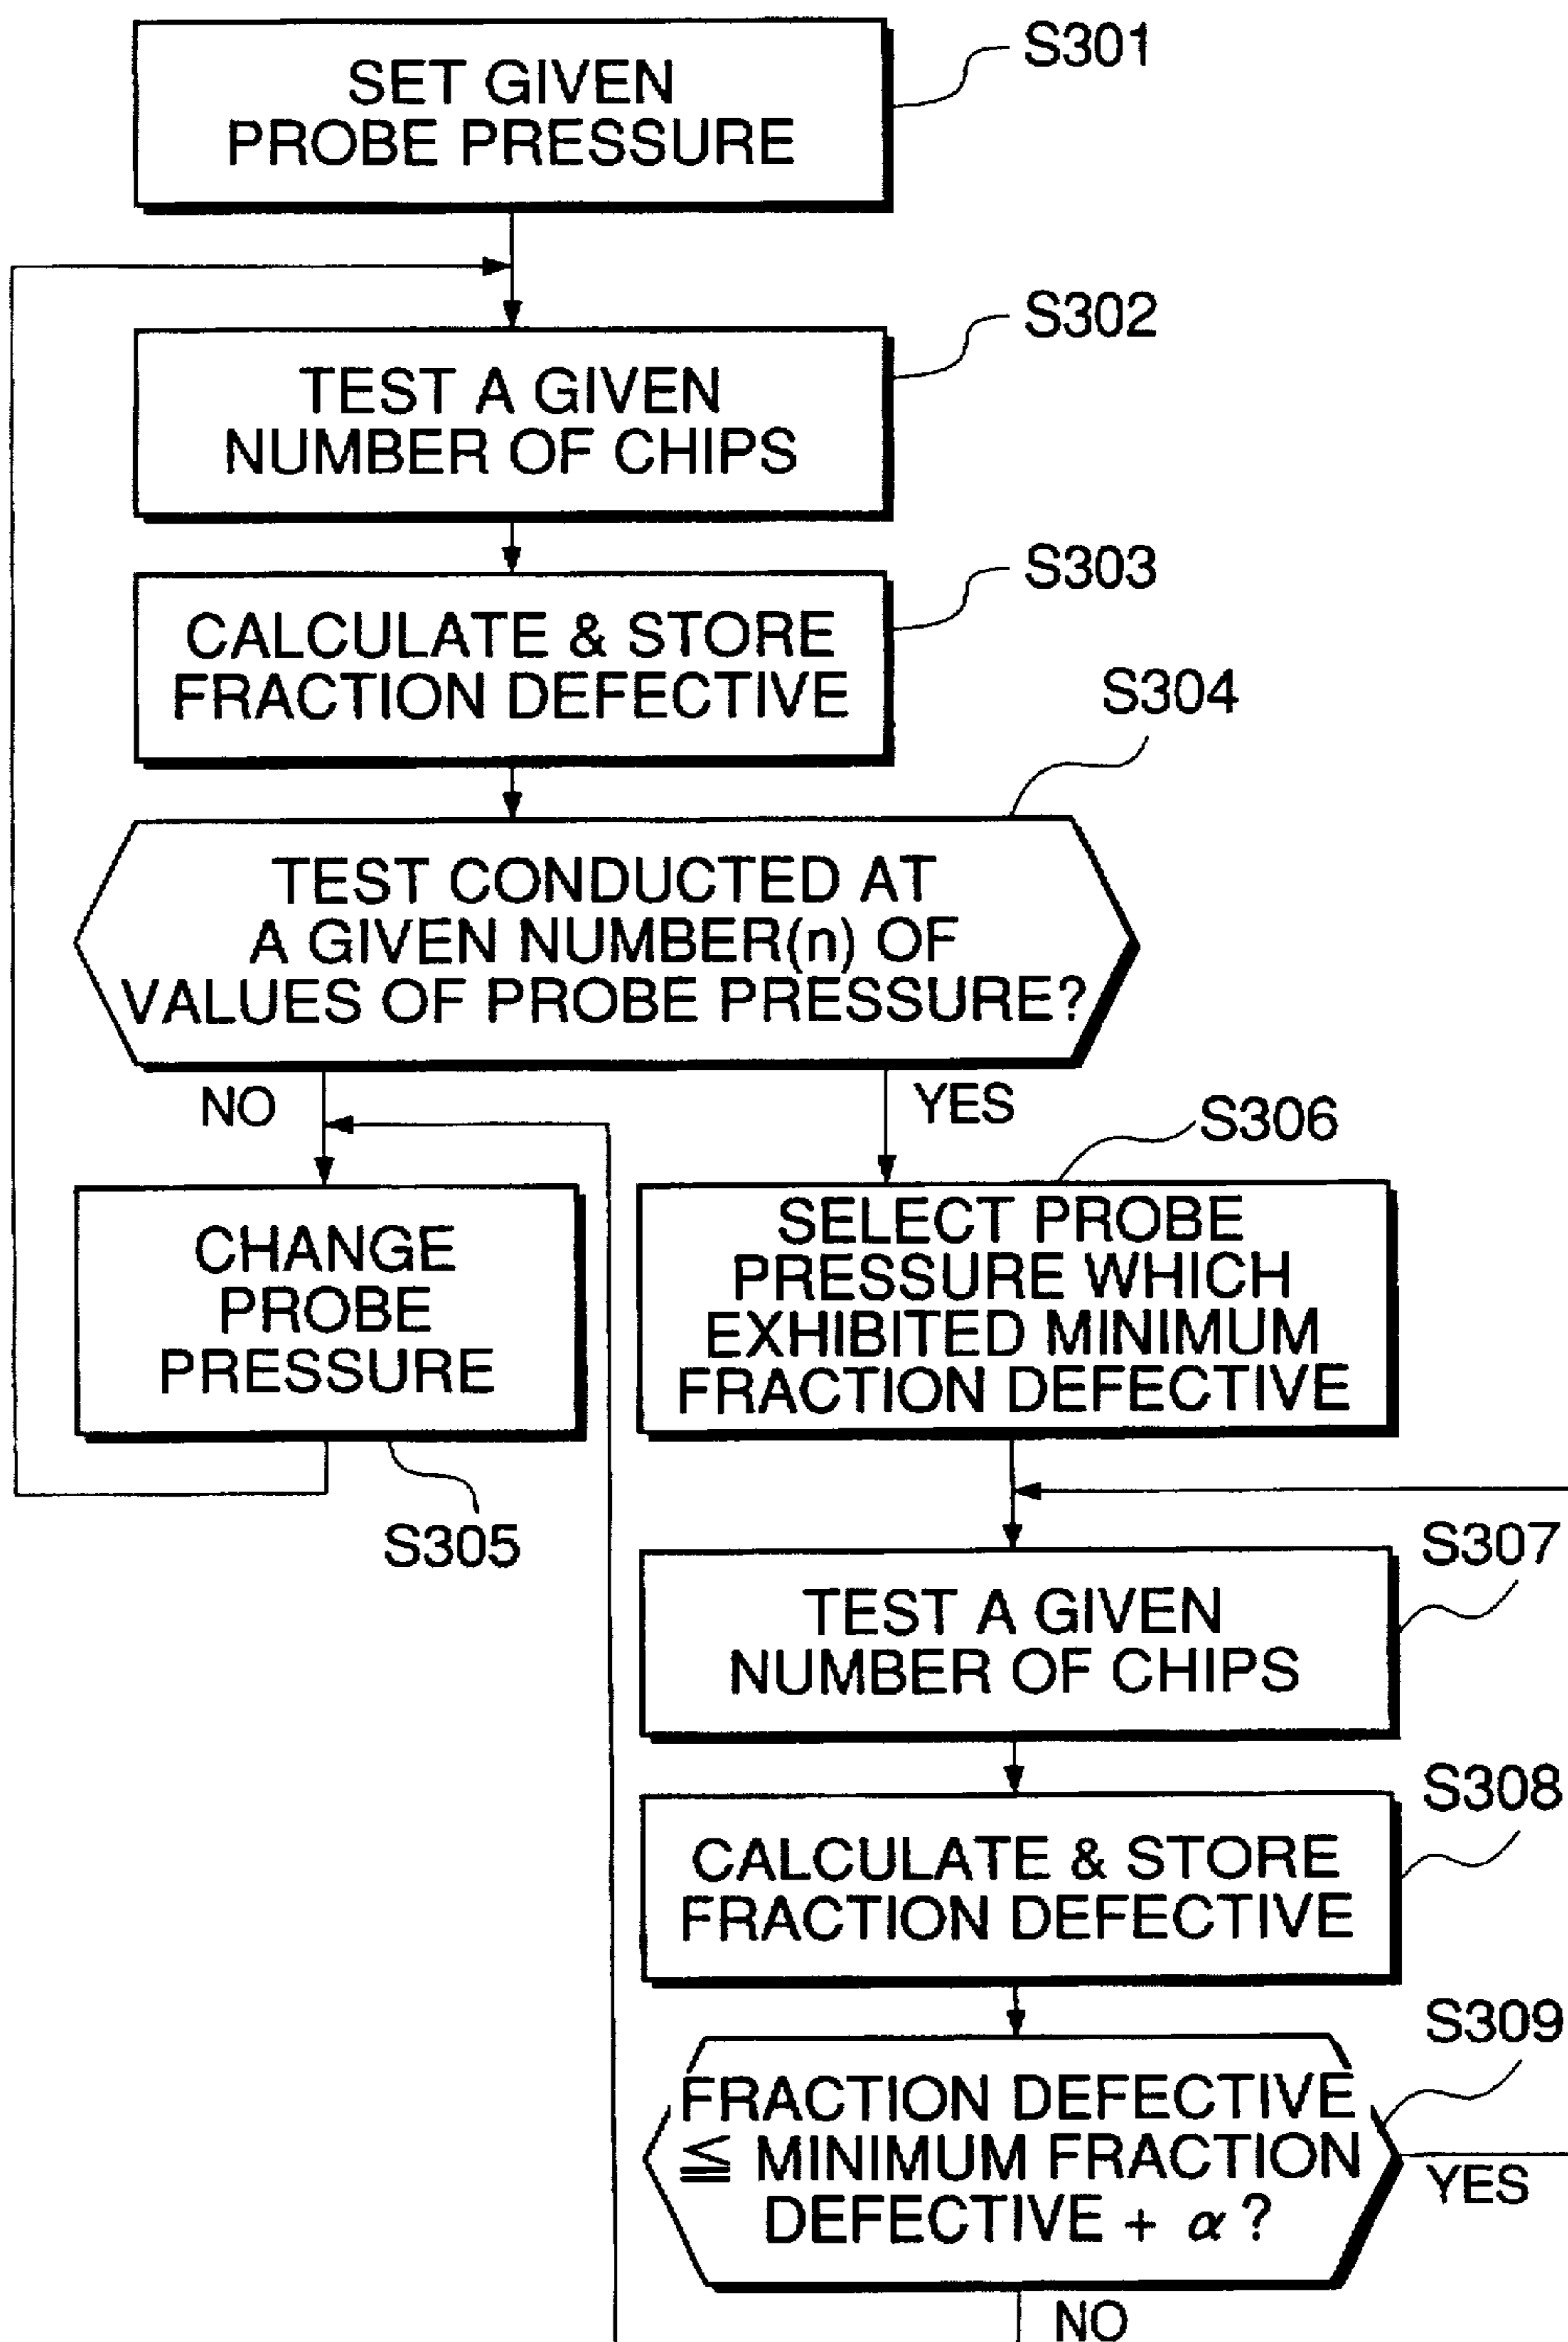 SET GIVEN
PROBE PRESSURE
S301
TEST A GIVEN
NUMBER OF CHIPS
S302
CALCULATE & STORE
FRACTION DEFECTIVE
S303
S304
TEST CONDUCTED AT
A GIVEN NUMBER(n) OF
VALUES OF PROBE PRESSURE?
NO
YES
S306
CHANGE
PROBE
PRESSURE
S305
SELECT PROBE
PRESSURE WHICH
EXHIBITED MINIMUM
FRACTION DEFECTIVE
S307
TEST A GIVEN
NUMBER OF CHIPS
S308
CALCULATE & STORE
FRACTION DEFECTIVE
S309
FRACTION DEFECTIVE
≦ MINIMUM FRACTION
DEFECTIVE + α ?
YES
NO